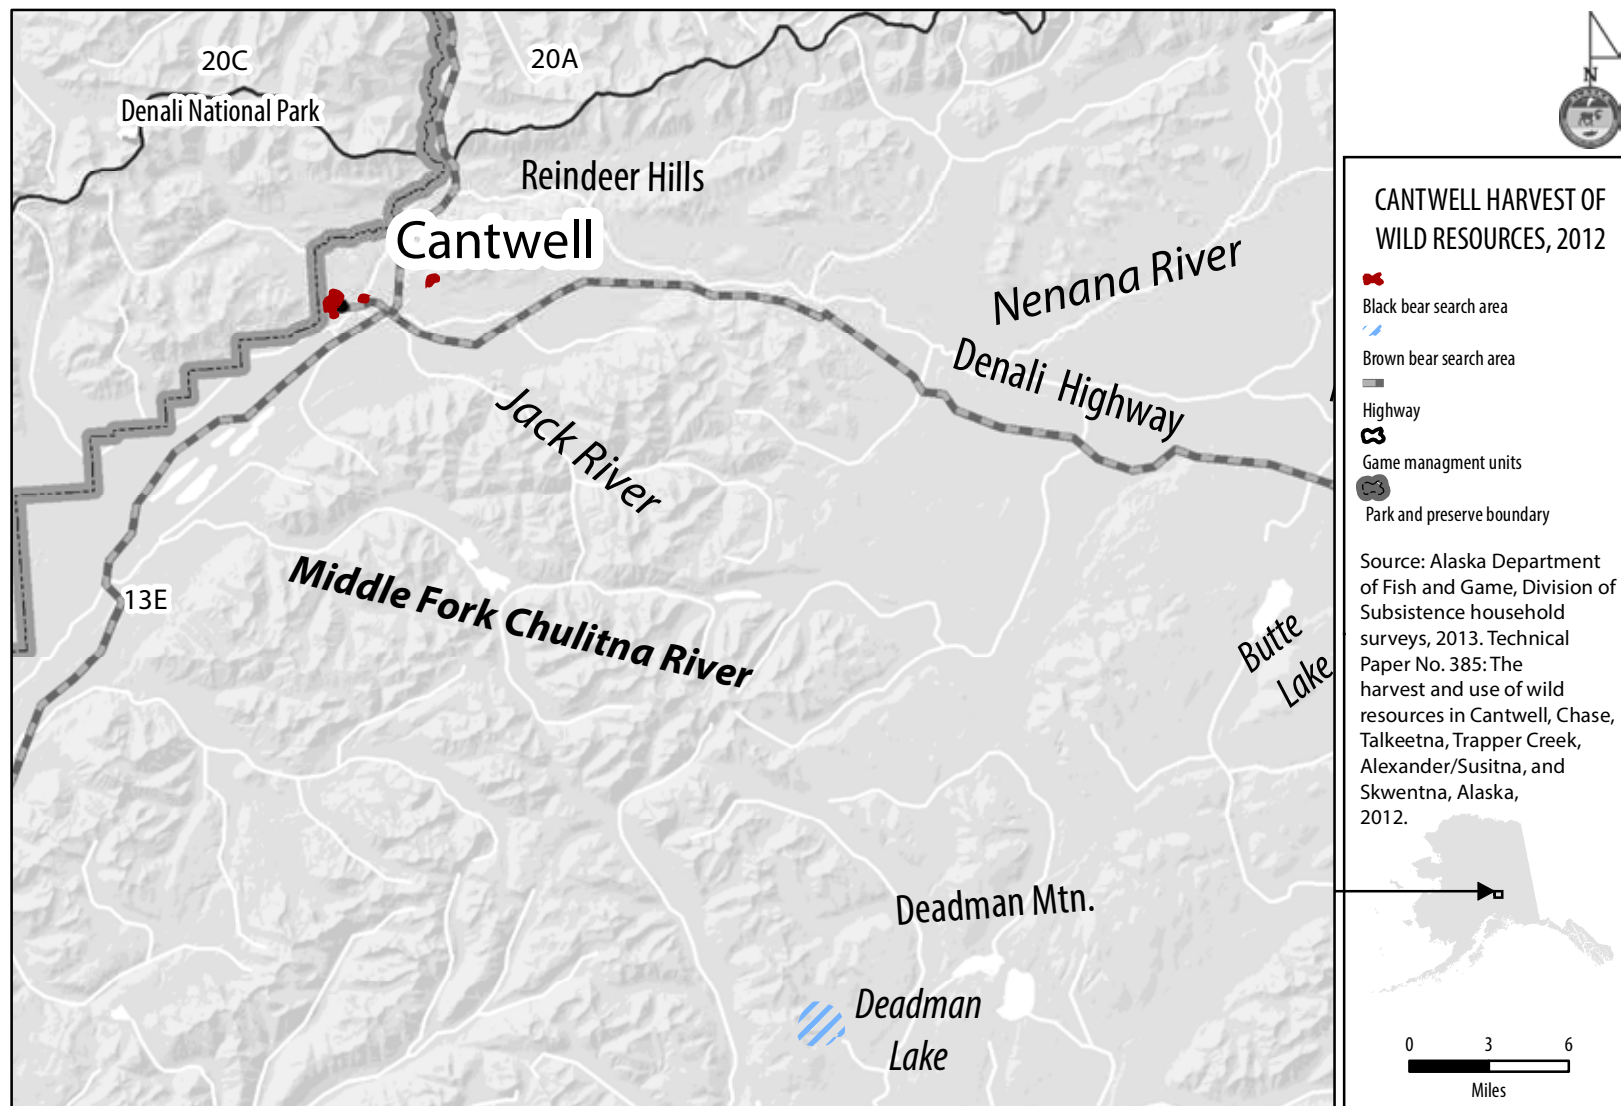 20C
20A
Denali National Park
Reindeer Hills
Cantwell
Nenana River
Denali Highway
Jack River
Middle Fork Chulitna River
13E
Butte
Lake
Deadman Mtn.
Deadman
Lake
N
CANTWELL HARVEST OF
WILD RESOURCES, 2012
Black bear search area
Brown bear search area
Highway
Game managment units
Park and preserve boundary
Source: Alaska Department
of Fish and Game, Division of
Subsistence household
surveys, 2013. Technical
Paper No. 385: The
harvest and use of wild
resources in Cantwell, Chase,
Talkeetna, Trapper Creek,
Alexander/Susitna, and
Skwentna, Alaska,
2012.
0 3 6
Miles